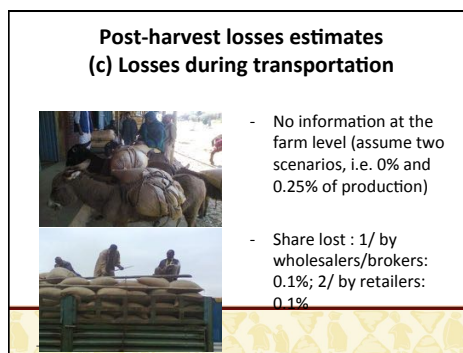 Post-harvest losses estimates
(c) Losses during transportation
- No information at the
farm level (assume two
scenarios, i.e. 0% and
0.25% of production)
- Share lost : 1/ by
wholesalers/brokers:
0.1%; 2/ by retailers:
0.1%